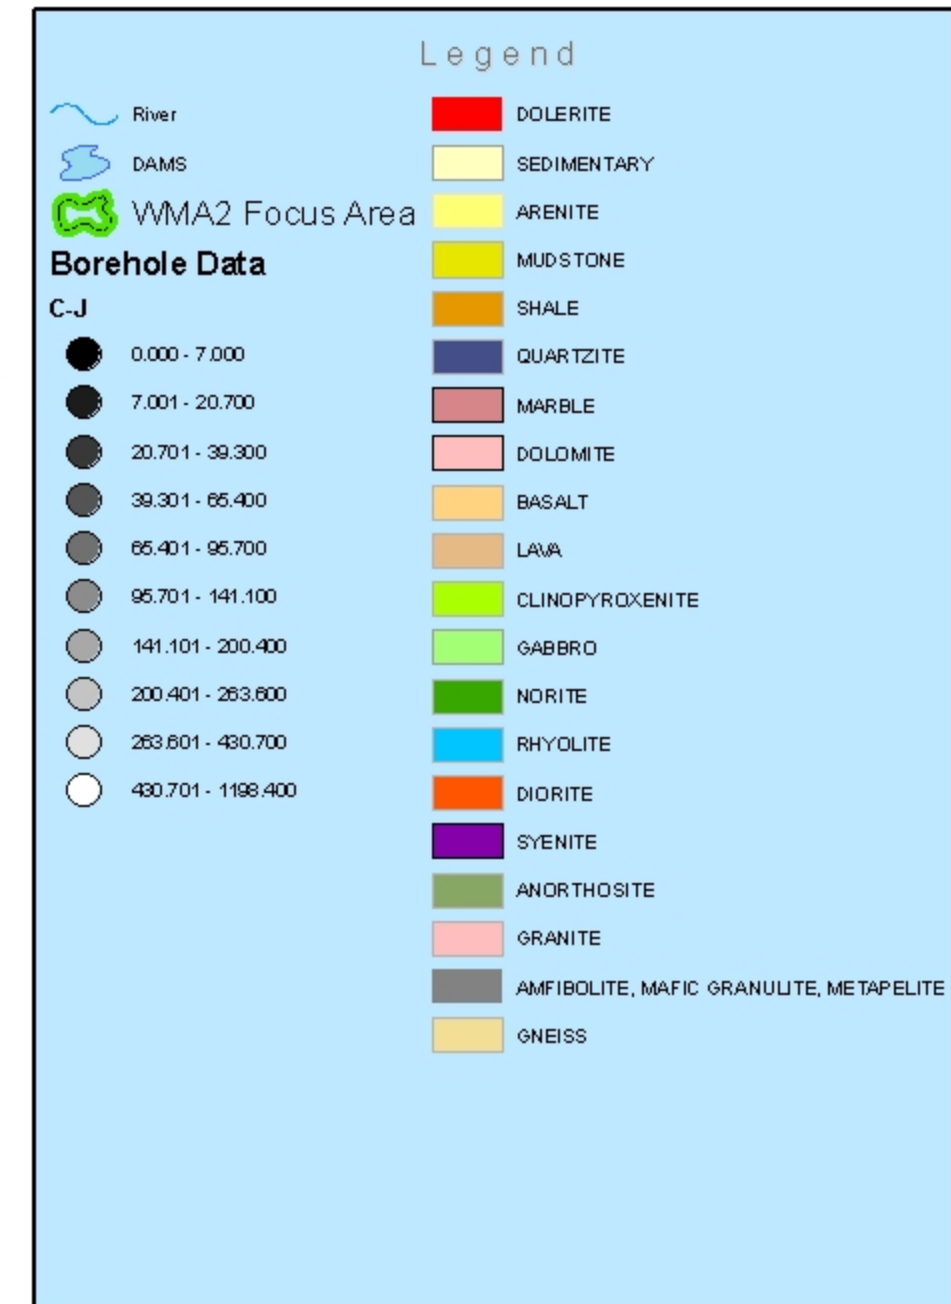 Legend
River
DAMS
WMA2 Focus Area
Borehole Data
C-J
0.000 - 7.000
7.001 - 20.700
20.701 - 39.300
39.301 - 65.400
65.401 - 95.700
95.701 - 141.100
141.101 - 200.400
200.401 - 263.600
263.601 - 430.700
430.701 - 1198.400
DOLERITE
SEDIMENTARY
ARENITE
MUDSTONE
SHALE
QUARTZITE
MARBLE
DOLOMITE
BASALT
LAVA
CLINOPYROXENITE
GABBRO
NORITE
RHYOLITE
DIORITE
SYENITE
ANORTHOSITE
GRANITE
AMFIBOLITE, MAFIC GRANULITE, METAPELITE
GNEISS